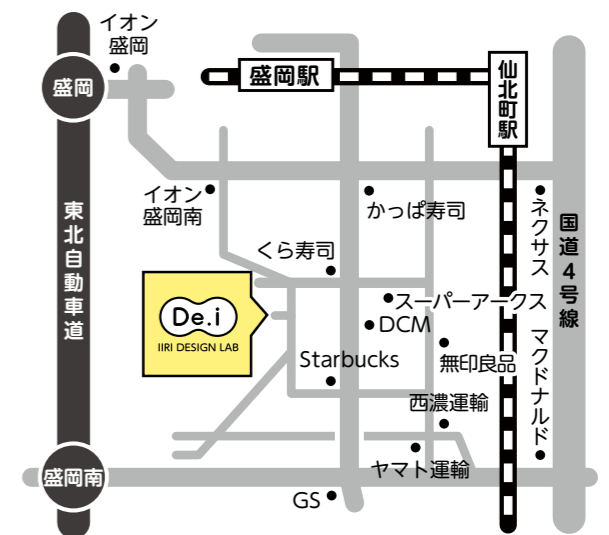 イオン
盛岡
盛岡
盛岡駅
仙北町駅
イオン
盛岡南
かっぱ寿司
ネクサス
国道4号線
東北自動車道
くら寿司
スーパーアークス
De.i
IIRI DESIGN LAB
DCM
マクドナルド
Starbucks
無印良品
西濃運輸
ヤマト運輸
盛岡南
GS